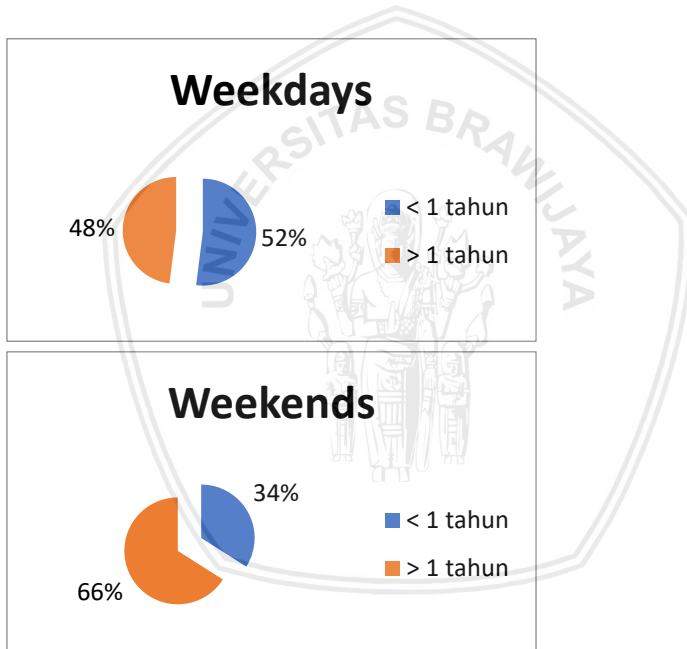 Weekdays
48%
52%
< 1 tahun
> 1 tahun
Weekends
34%
66%
< 1 tahun
> 1 tahun
UNIVERSITAS BRAWIJAYA